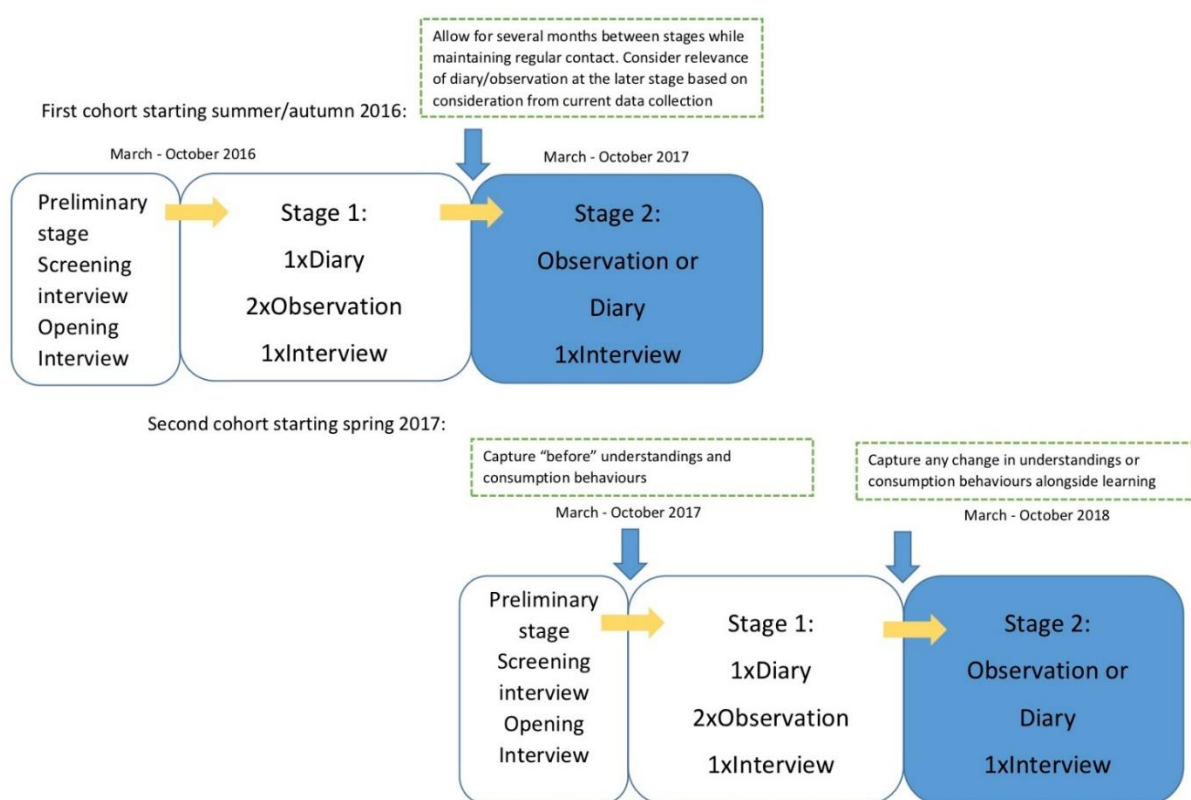 Allow for several months between stages while
maintaining regular contact. Consider relevance
of diary/observation at the later stage based on
consideration from current data collection
First cohort starting summer/autumn 2016:
March - October 2016
March - October 2017
Preliminary
stage
Screening
interview
Opening
Interview
Stage 1:
1xDiary
2xObservation
1xInterview
Stage 2:
Observation or
Diary
1xInterview
Second cohort starting spring 2017:
Capture “before” understandings and
consumption behaviours
Capture any change in understandings or
consumption behaviours alongside learning
March - October 2017
March - October 2018
Preliminary
stage
Screening
interview
Opening
Interview
Stage 1:
1xDiary
2xObservation
1xInterview
Stage 2:
Observation or
Diary
1xInterview